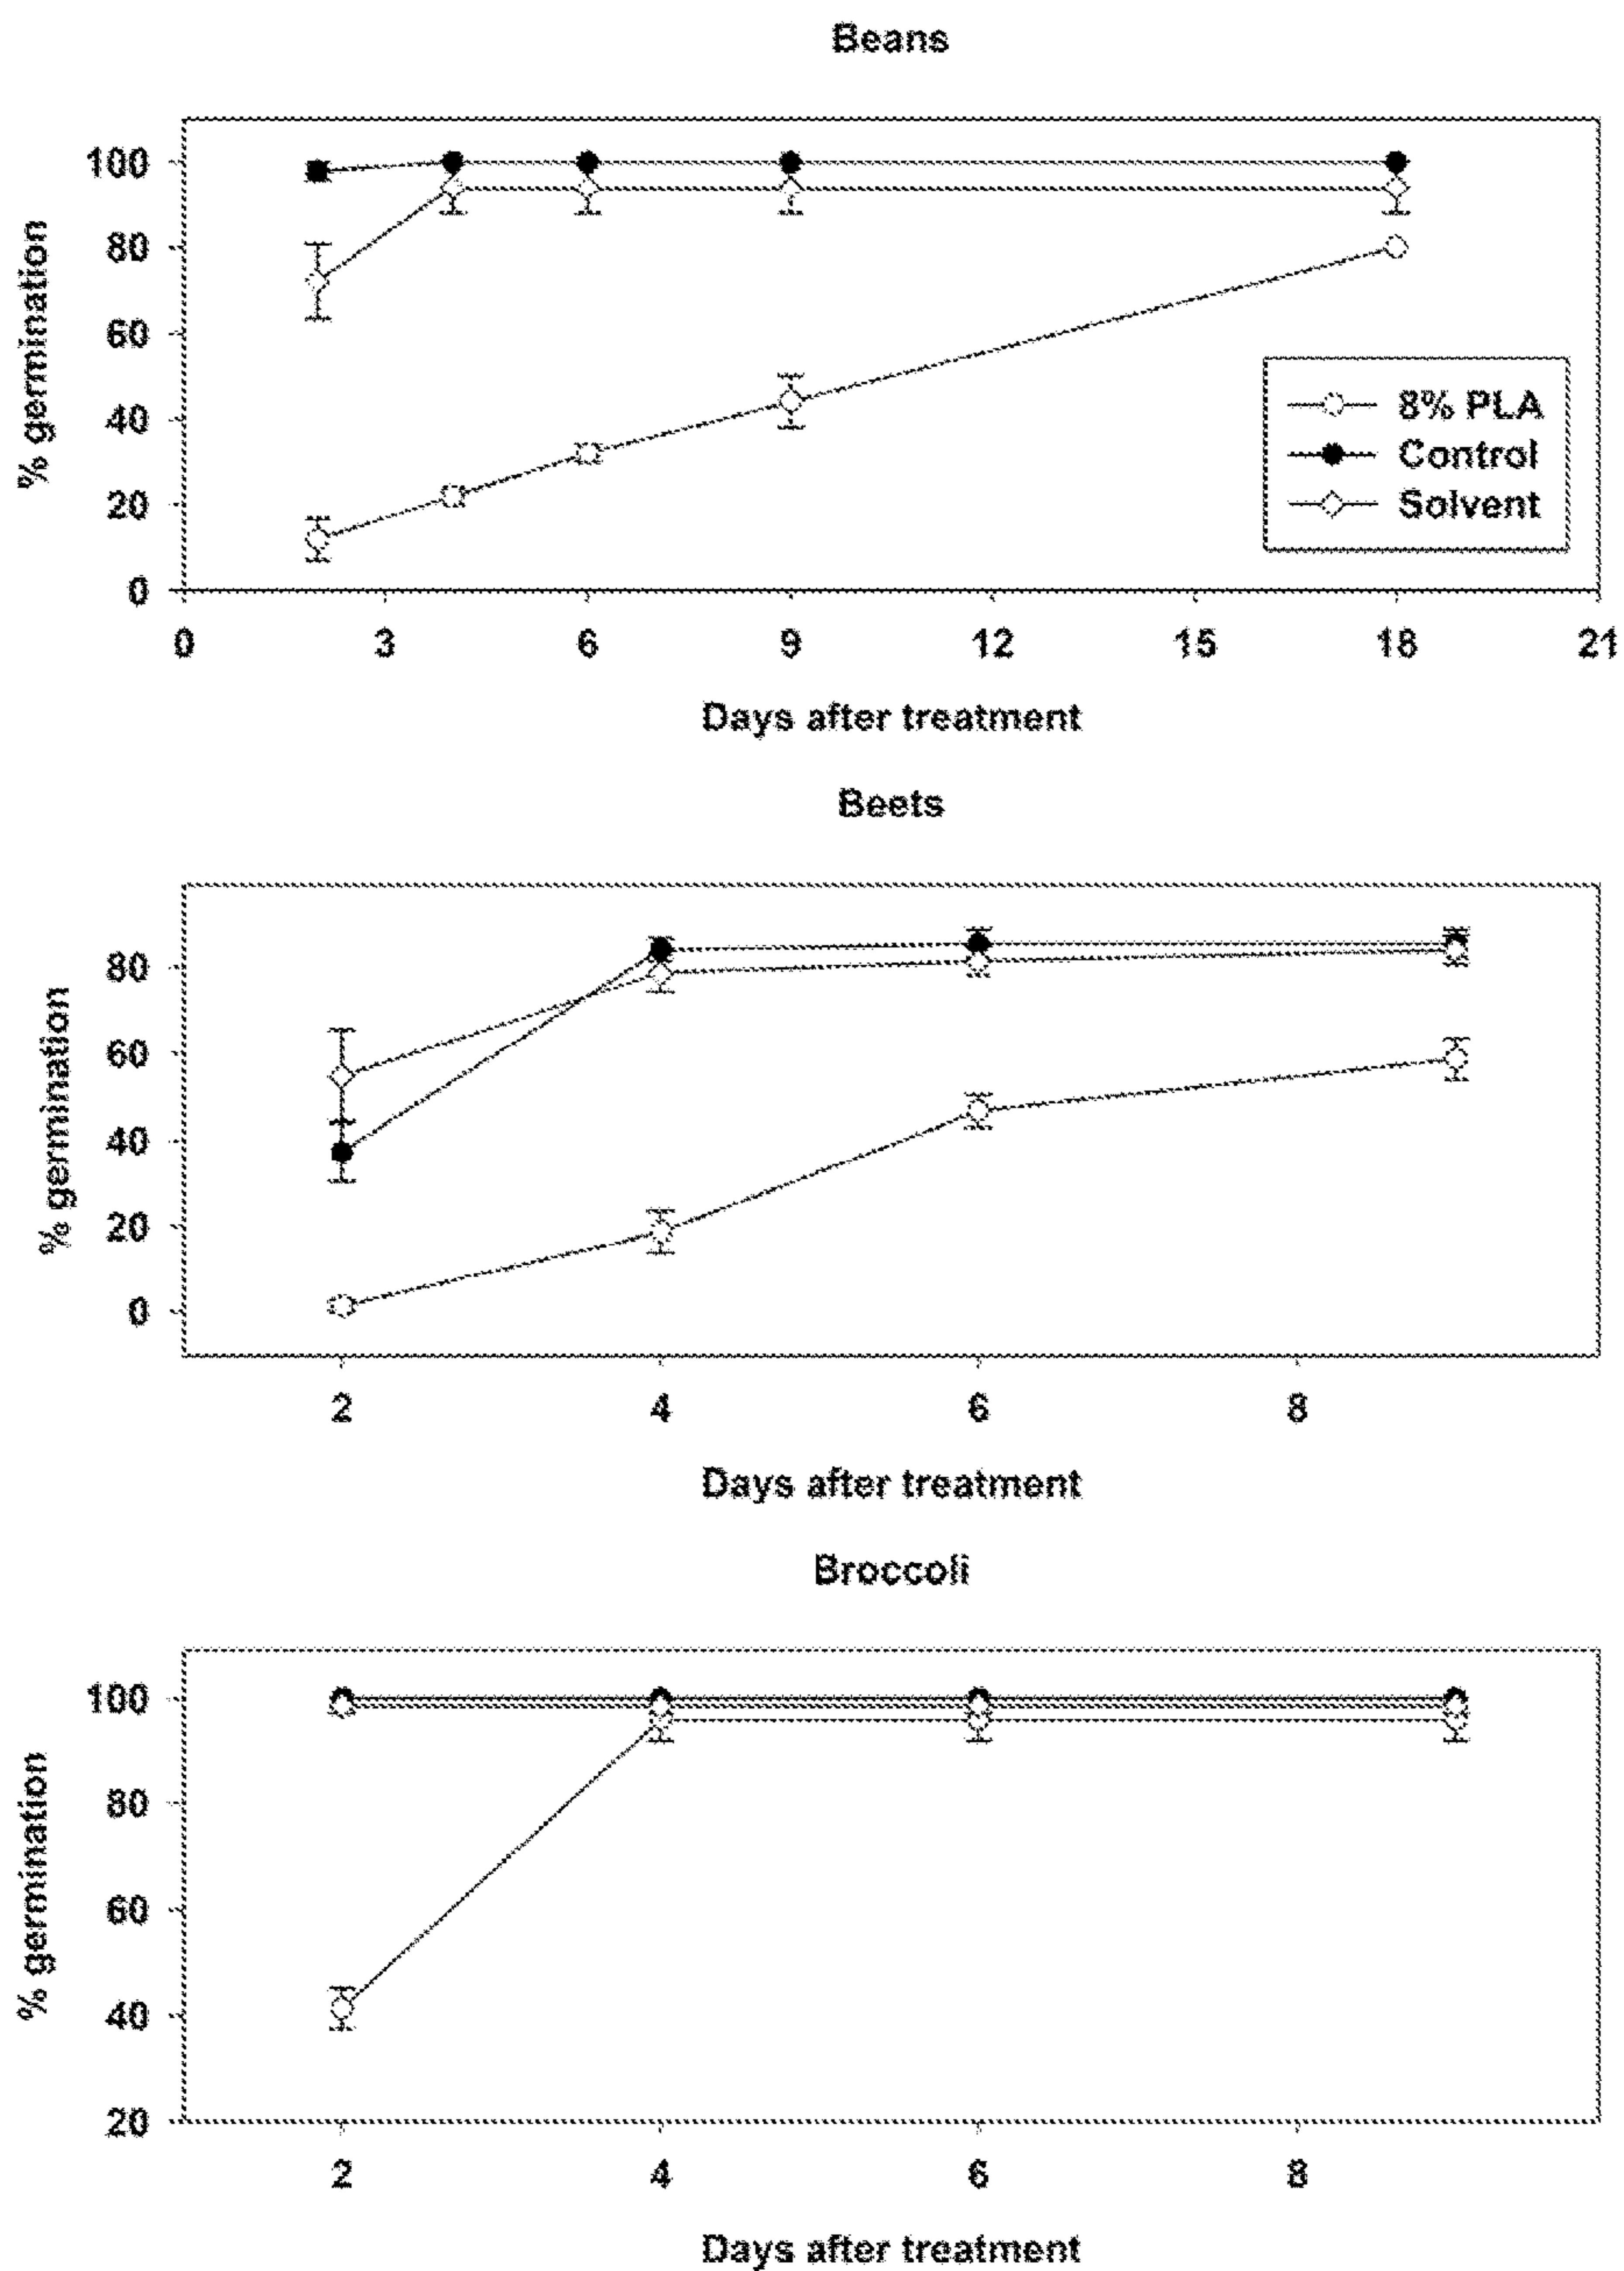 Beans
100
80
60
40
20
0
% germination
8% PLA
Control
Solvent
0 3 6 9 12 15 18 21
Days after treatment
Beets
80
60
40
20
0
% germination
2 4 6 8
Days after treatment
Broccoli
100
80
60
40
20
% germination
2 4 6 8
Days after treatment